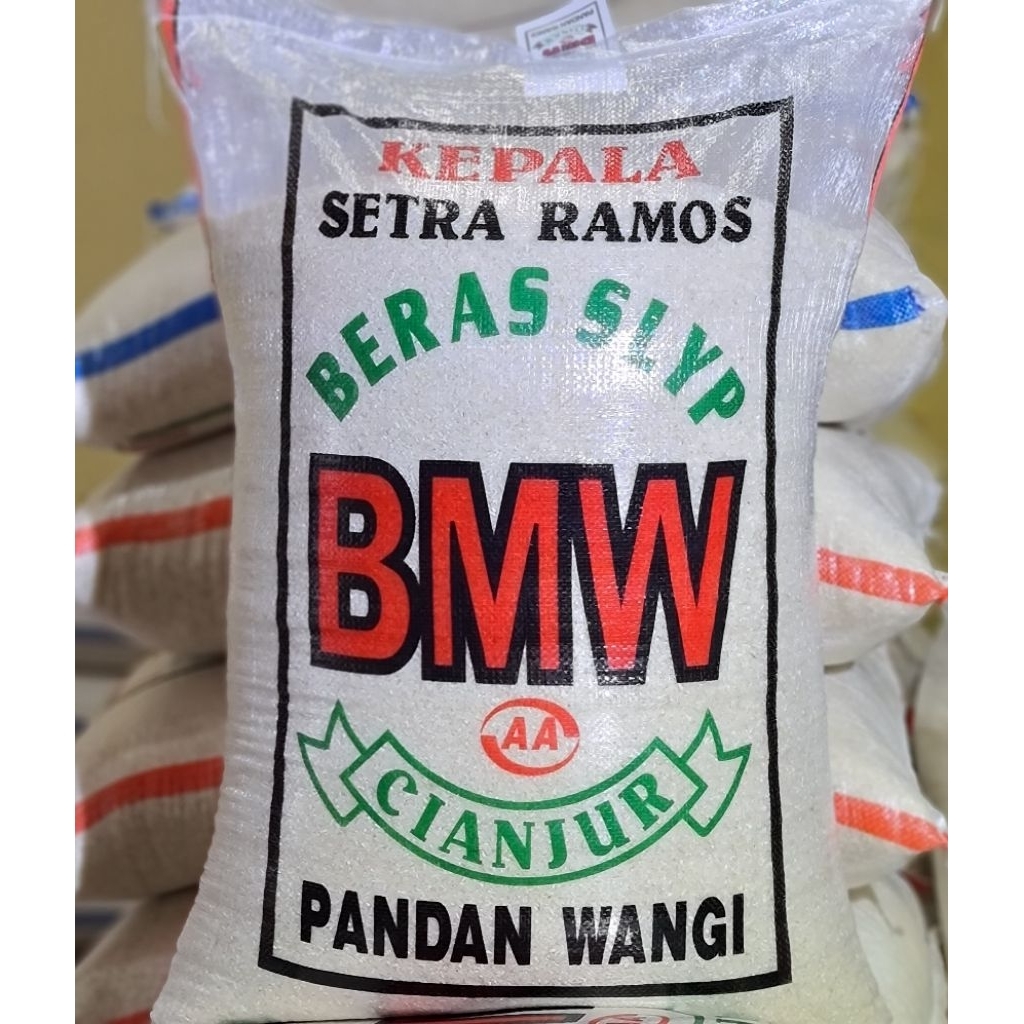 KEPALA
SETRA RAMOS
BERAS SLYP
BMW
AA
CIANJUR
PANDAN WANGI